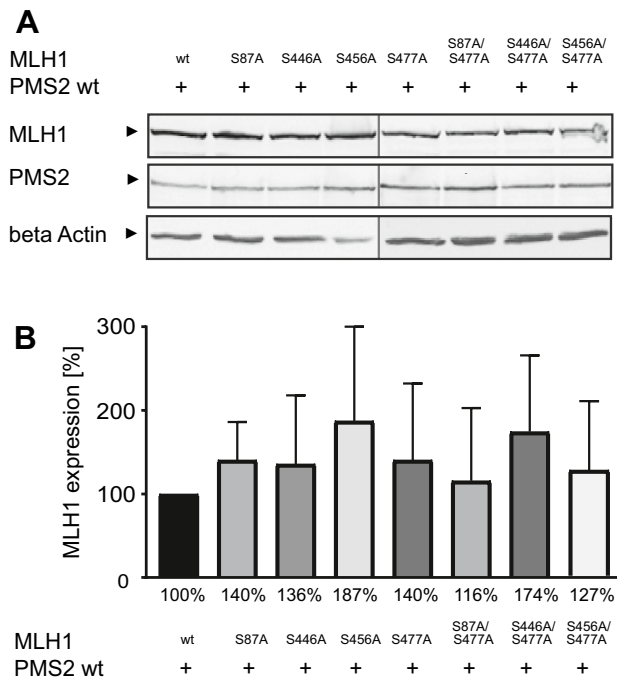 A
MLH1 wt S87A S446A S456A S477A S87A/S477A S446A/S477A S456A/S477A
PMS2 wt + + + + + + + +
MLH1
PMS2
beta Actin
B
MLH1 expression [%]
300
200
100
0
100% 140% 136% 187% 140% 116% 174% 127%
MLH1 wt S87A S446A S456A S477A S87A/S477A S446A/S477A S456A/S477A
PMS2 wt + + + + + + + +